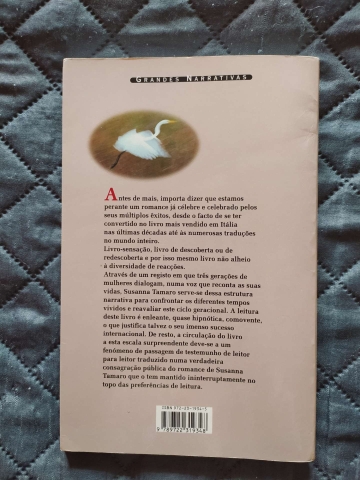 GRANDES NARRATIVAS
Antes de mais, importa dizer que estamos
perante um romance já célebre e celebrado pelos
seus múltiplos êxitos, desde o facto de se ter
convertido no livro mais vendido em Itália
nas últimas décadas até às numerosas traduções
no mundo inteiro.
Livro-sensação, livro de descoberta ou de
redescoberta e por isso mesmo livro não alheio
à diversidade de reacções.
Através de um registo em que três gerações de
mulheres dialogam, numa voz que reconta as suas
vidas, Susanna Tamaro serve-se dessa estrutura
narrativa para confrontar os diferentes tempos
vividos e reavaliar este ciclo geracional. A leitura
deste livro é enleante, quase hipnótica, comovente,
o que justifica talvez o seu imenso sucesso
internacional. De resto, a circulação do livro
a esta escala surpreendente deve-se a um
fenómeno de passagem de testemunho de leitor
para leitor traduzido numa verdadeira
consagração pública do romance de Susanna
Tamaro que o tem mantido ininterruptamente no
topo das preferências de leitura.
ISBN 972-23-1934-5
9789722319348